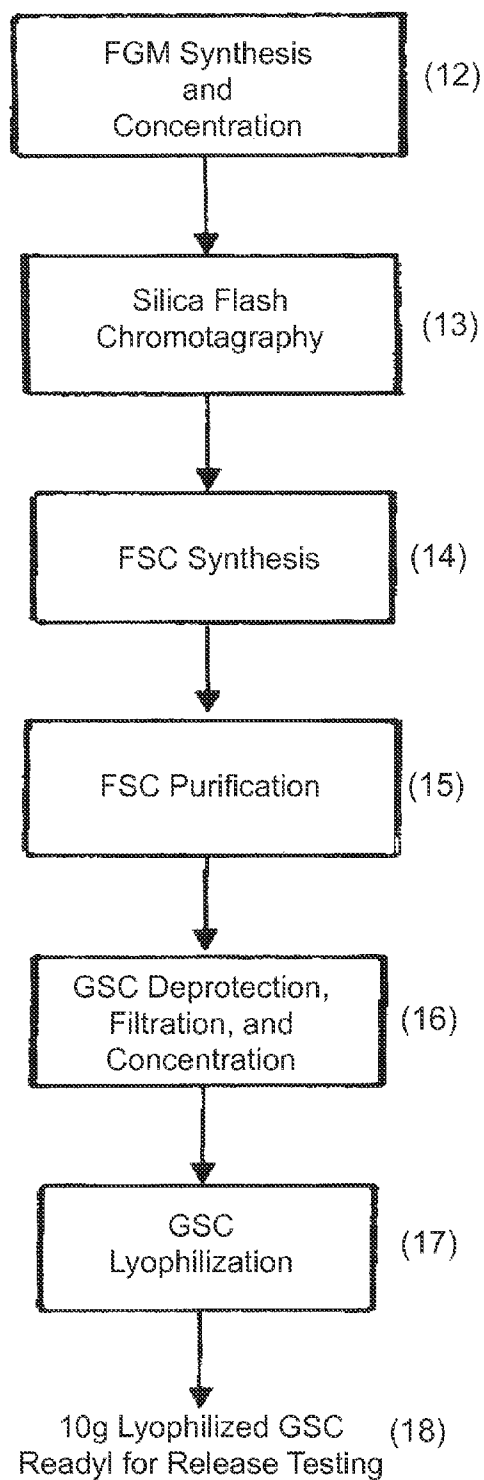 FGM Synthesis
and
Concentration
(12)
Silica Flash
Chromotagraphy
(13)
FSC Synthesis
(14)
FSC Purification
(15)
GSC Deprotection,
Filtration, and
Concentration
(16)
GSC
Lyophilization
(17)
10g Lyophilized GSC
Readyl for Release Testing
(18)